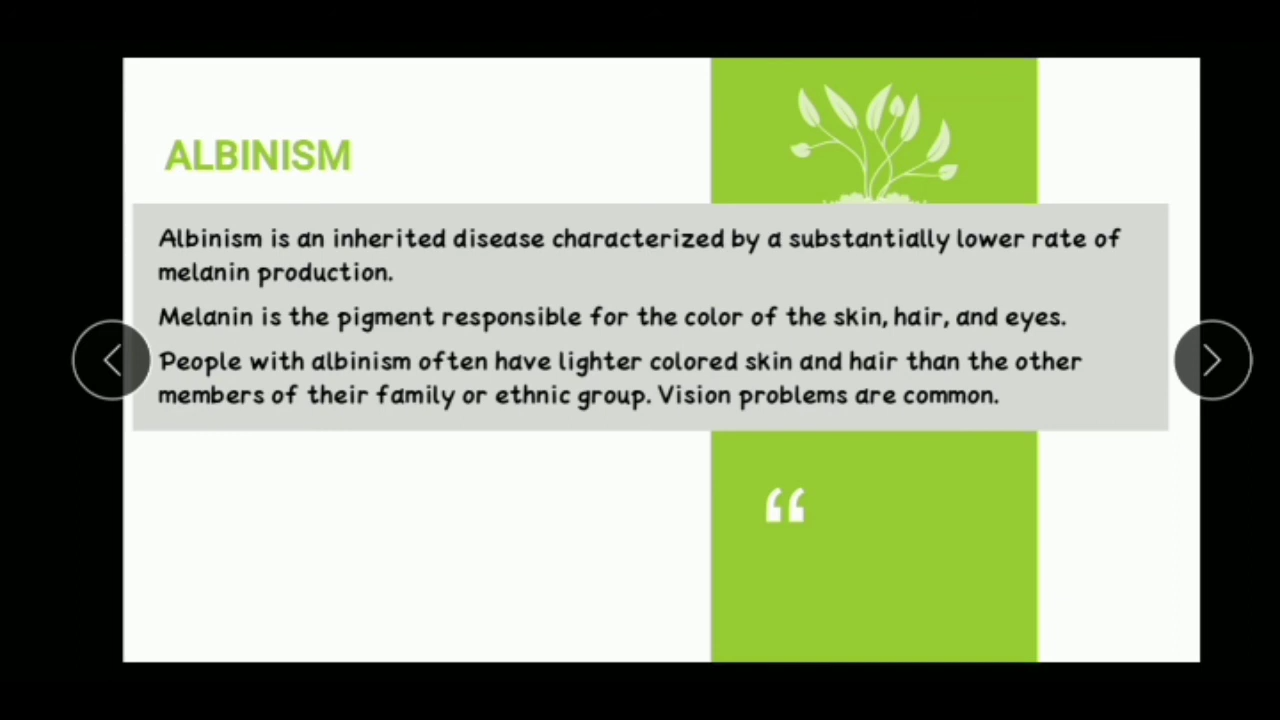 ALBINISM
Albinism is an inherited disease characterized by a substantially lower rate of
melanin production.
Melanin is the pigment responsible for the color of the skin, hair, and eyes.
People with albinism often have lighter colored skin and hair than the other
members of their family or ethnic group. Vision problems are common.
“